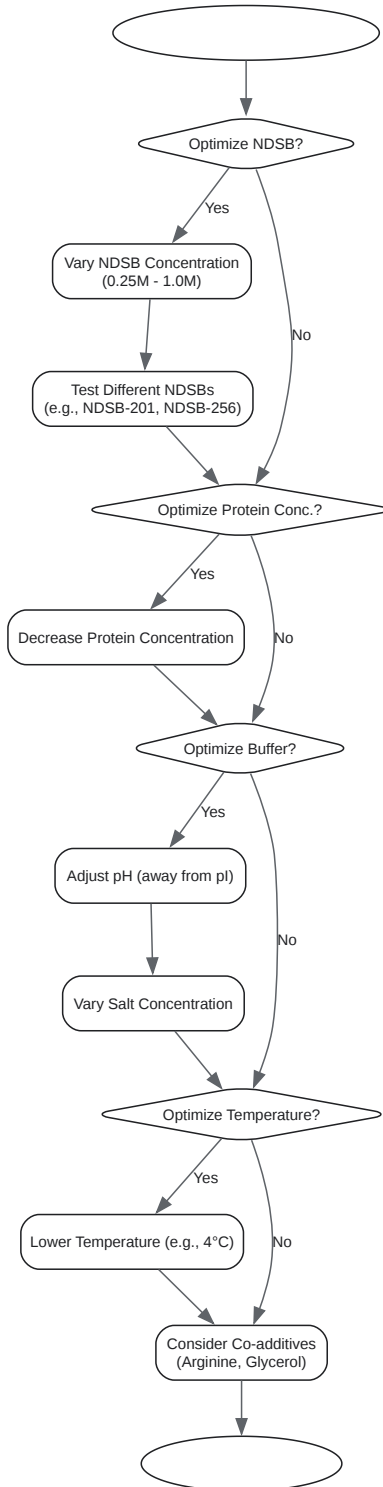 Optimize NDSB?
Yes
Vary NDSB Concentration
(0.25M - 1.0M)
No
Test Different NDSBs
(e.g., NDSB-201, NDSB-256)
Optimize Protein Conc.?
Yes
Decrease Protein Concentration
No
Optimize Buffer?
Yes
Adjust pH (away from pI)
No
Vary Salt Concentration
Optimize Temperature?
Yes
Lower Temperature (e.g., 4°C)
No
Consider Co-additives
(Arginine, Glycerol)